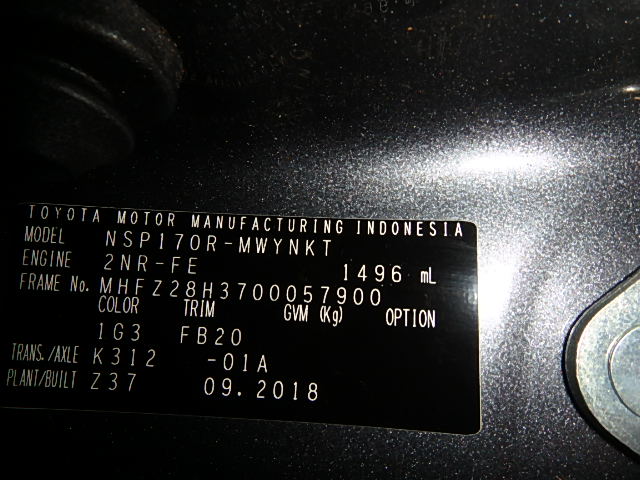 TOYOTA MOTOR MANUFACTURING INDONESIA
MODEL NSP170R-MWYNKT
ENGINE 2NR-FE 1496 mL
FRAME No. MHFZ28H3700057900
COLOR TRIM GVM (Kg) OPTION
1G3 FB20
TRANS./AXLE K312 -01A
PLANT/BUILT Z37 09.2018